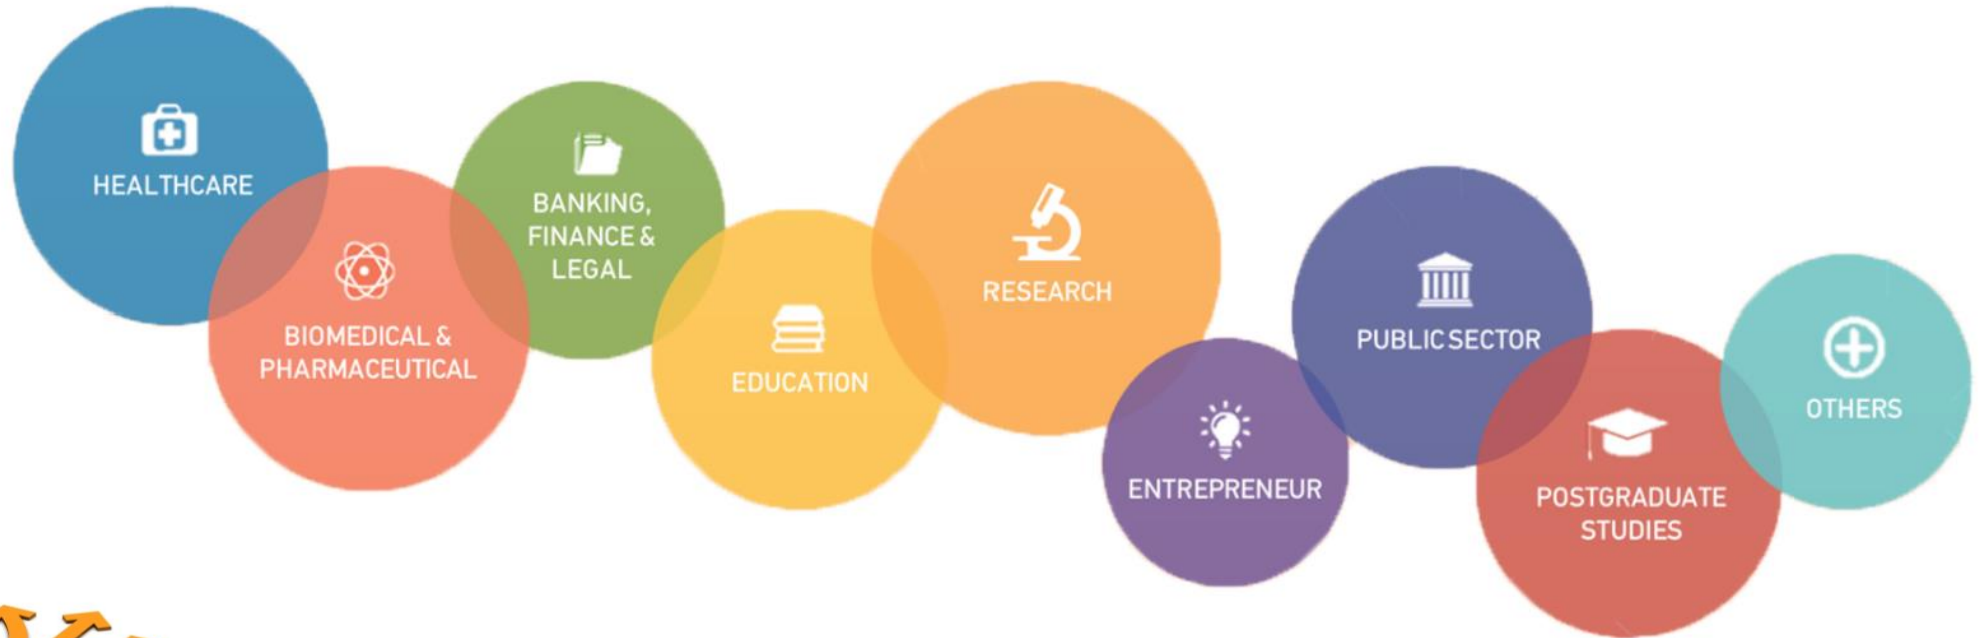 HEALTHCARE
BIOMEDICAL &
PHARMACEUTICAL
BANKING,
FINANCE &
LEGAL
EDUCATION
RESEARCH
ENTREPRENEUR
PUBLIC SECTOR
POSTGRADUATE
STUDIES
OTHERS